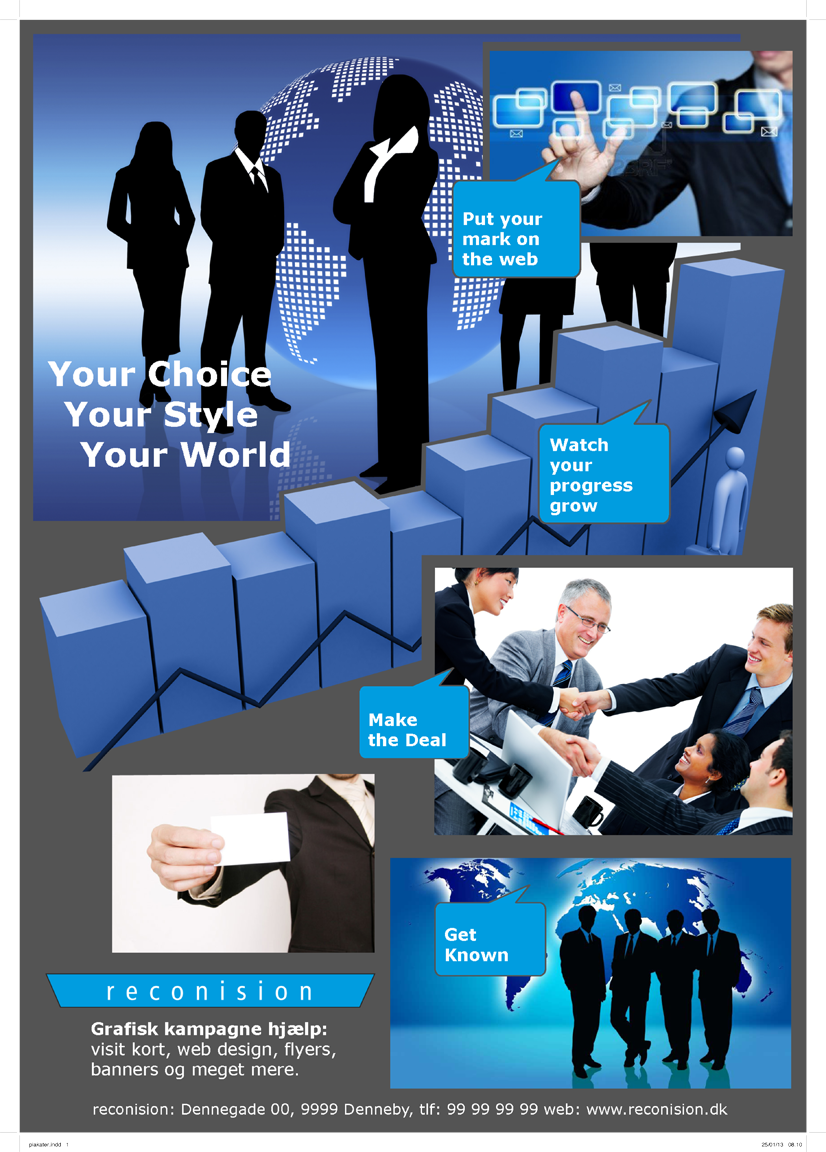 Put your
mark on
the web
Your Choice
Your Style
Your World
Watch
your
progress
grow
Make
the Deal
Get
Known
reconision
Grafisk kampagne hjælp:
visit kort, web design, flyers,
banners og meget mere.
reconision: Dennegade 00, 9999 Denneby, tlf: 99 99 99 99 web: www.reconision.dk
plakater.indd 1
25/01/13 08.10